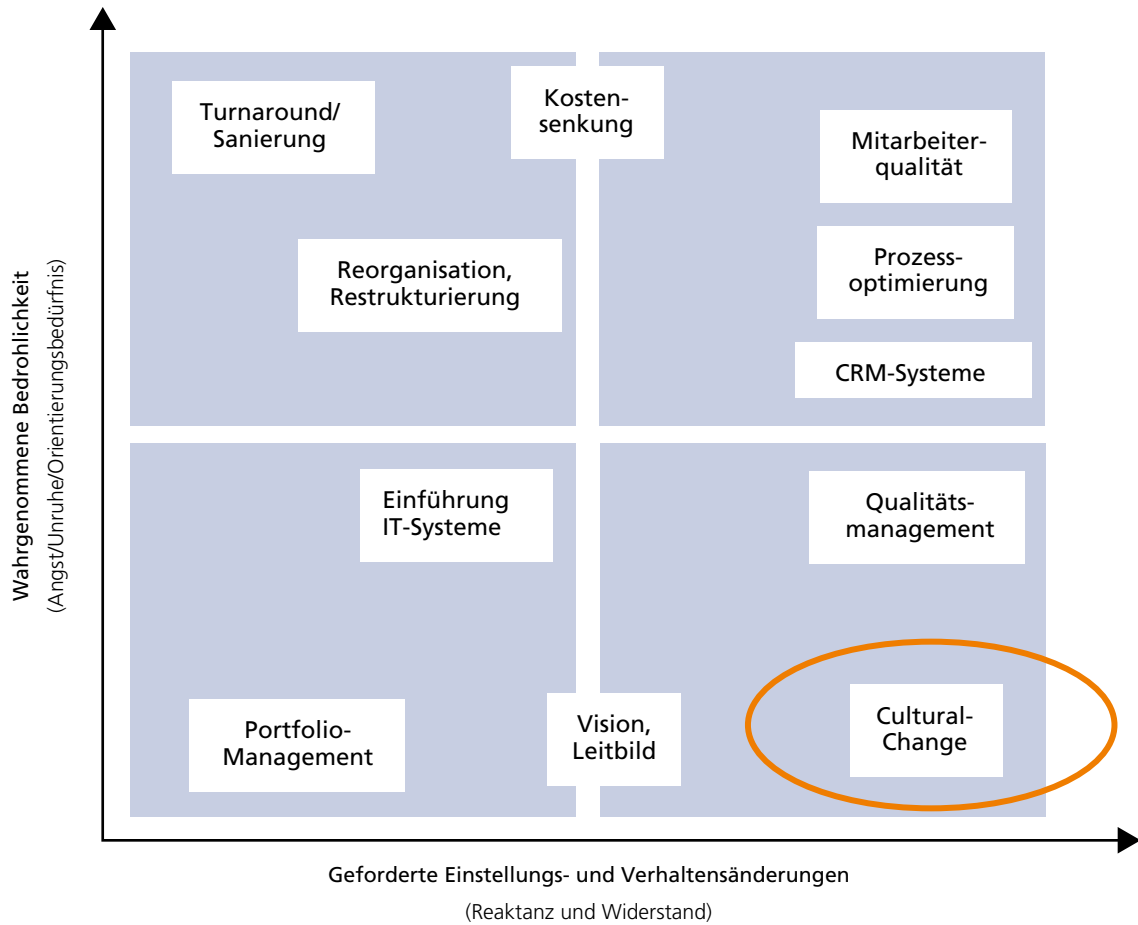 Wahrgenommene Bedrohlichkeit
(Angst/Unruhe/Orientierungsbedürfnis)
Turnaround/
Sanierung
Kosten-
senkung
Mitarbeiter-
qualität
Reorganisation,
Restrukturierung
Prozess-
optimierung
CRM-Systeme
Einführung
IT-Systeme
Qualitäts-
management
Portfolio-
Management
Vision,
Leitbild
Cultural-
Change
Geforderte Einstellungs- und Verhaltensänderungen
(Reaktanz und Widerstand)